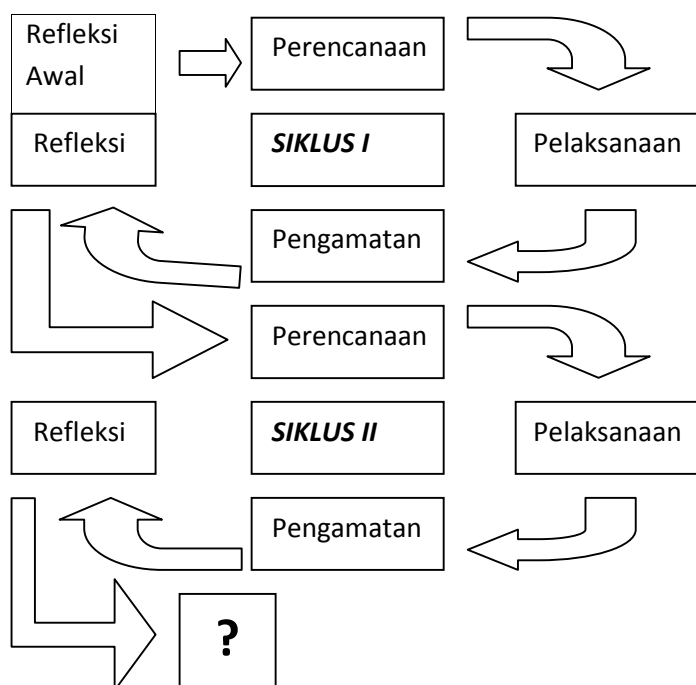 Refleksi
Awal
Perencanaan
Refleksi
SIKLUS I
Pelaksanaan
Pengamatan
Perencanaan
Refleksi
SIKLUS II
Pelaksanaan
Pengamatan
?